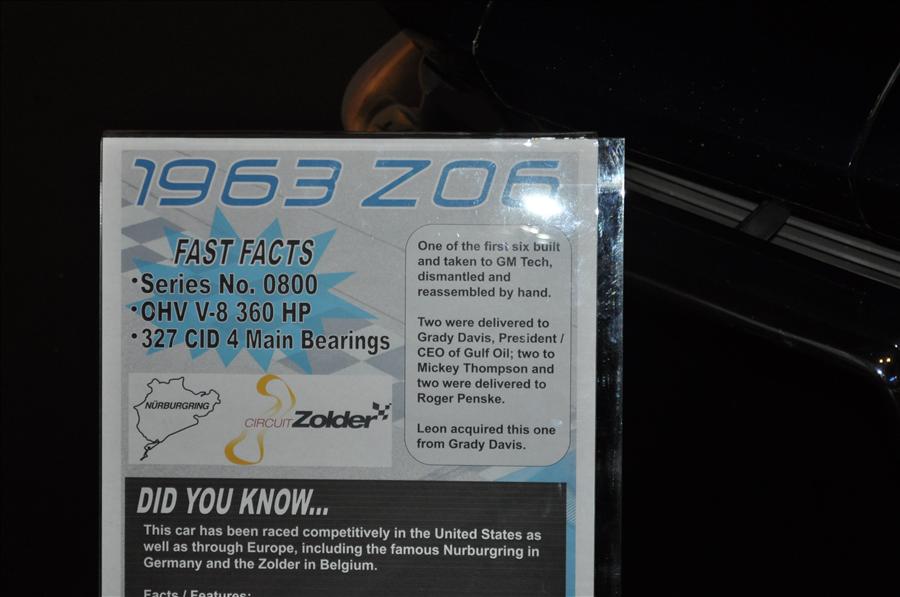 1963 Z06
FAST FACTS
•Series No. 0800
•OHV V-8 360 HP
•327 CID 4 Main Bearings
One of the first six built
and taken to GM Tech,
dismantled and
reassembled by hand.
Two were delivered to
Grady Davis, President /
CEO of Gulf Oil; two to
Mickey Thompson and
two were delivered to
Roger Penske.
Leon acquired this one
from Grady Davis.
NÜRBURGRING
CIRCUIT Zolder
DID YOU KNOW...
This car has been raced competitively in the United States as
well as through Europe, including the famous Nurburgring in
Germany and the Zolder in Belgium.
Facts / Features: